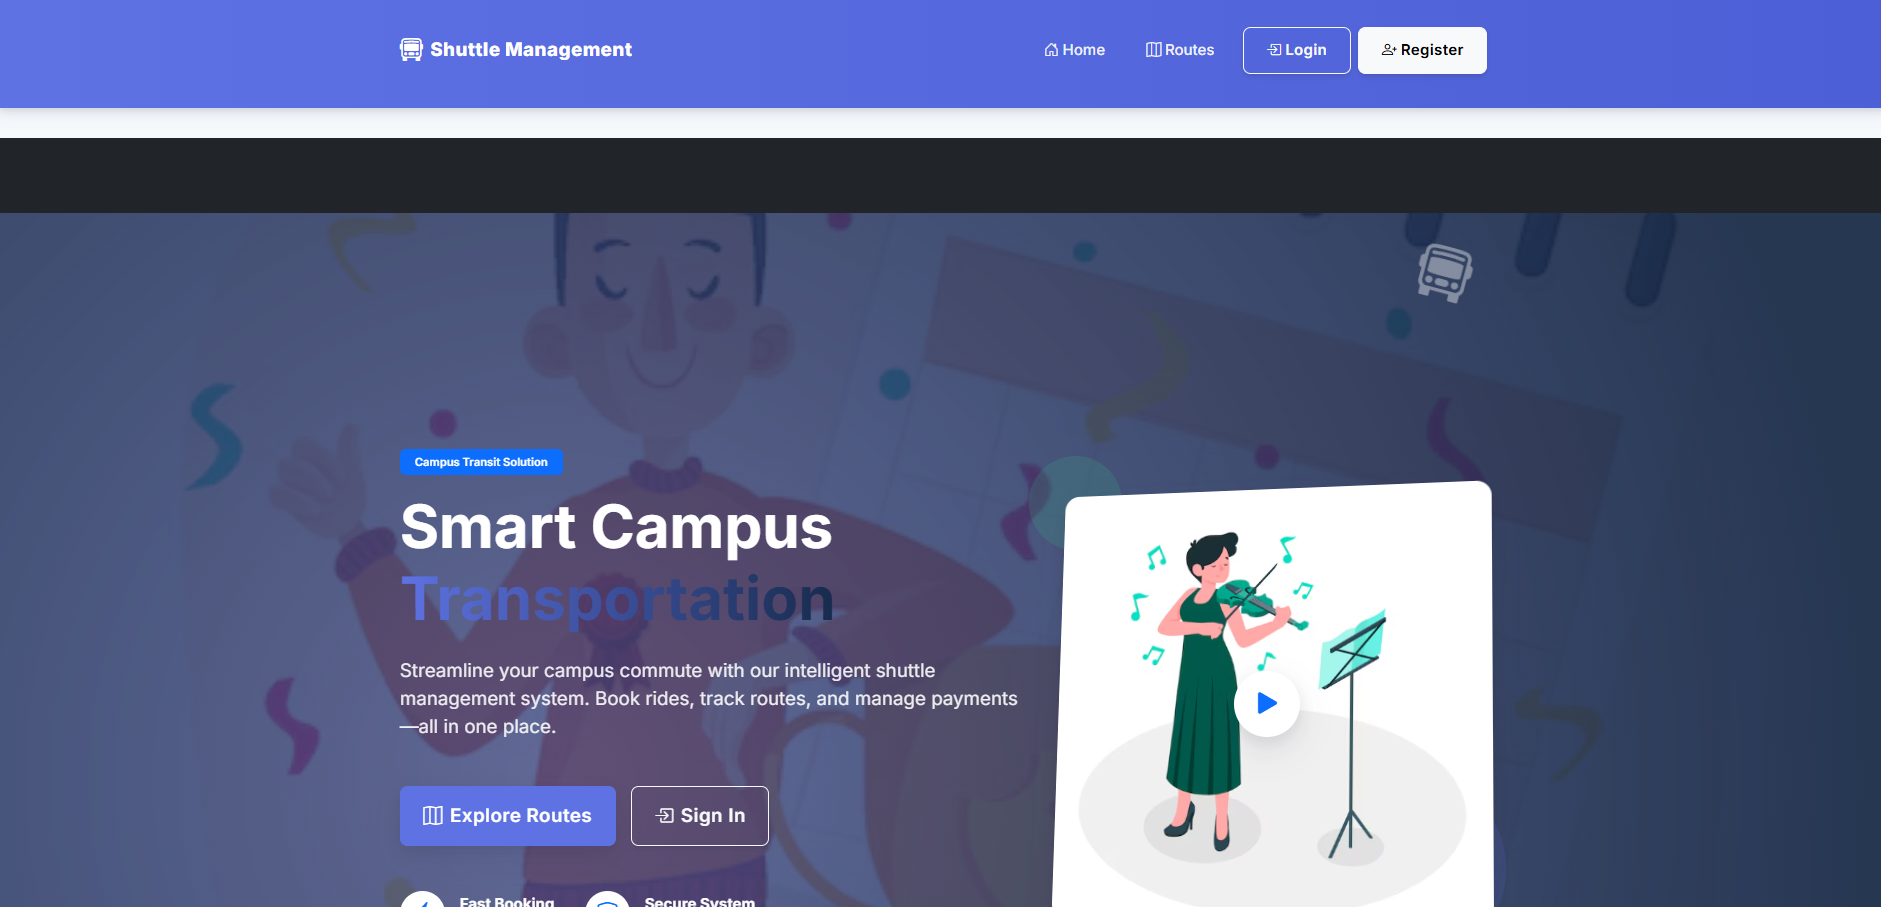 Shuttle Management
Home
Routes
Login
Register
Campus Transit Solution
Smart Campus
Transportation
Streamline your campus commute with our intelligent shuttle
management system. Book rides, track routes, and manage payments
—all in one place.
Explore Routes
Sign In
Fast Booking
Secure System